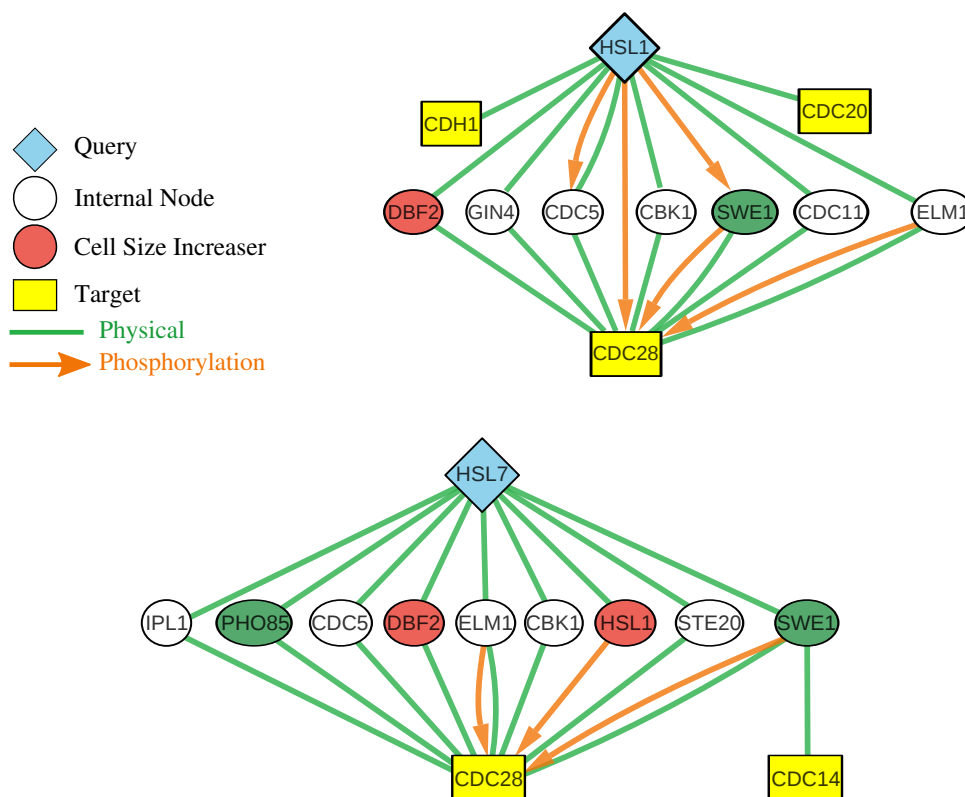 HSL1
CDH1
CDC20
Query
Internal Node
Cell Size Increaser
Target
Physical
Phosphorylation
DBF2 GIN4 CDC5 CBK1 SWE1 CDC11 ELM1
CDC28
HSL7
IPL1 PHO85 CDC5 DBF2 ELM1 CBK1 HSL1 STE20 SWE1
CDC28 CDC14